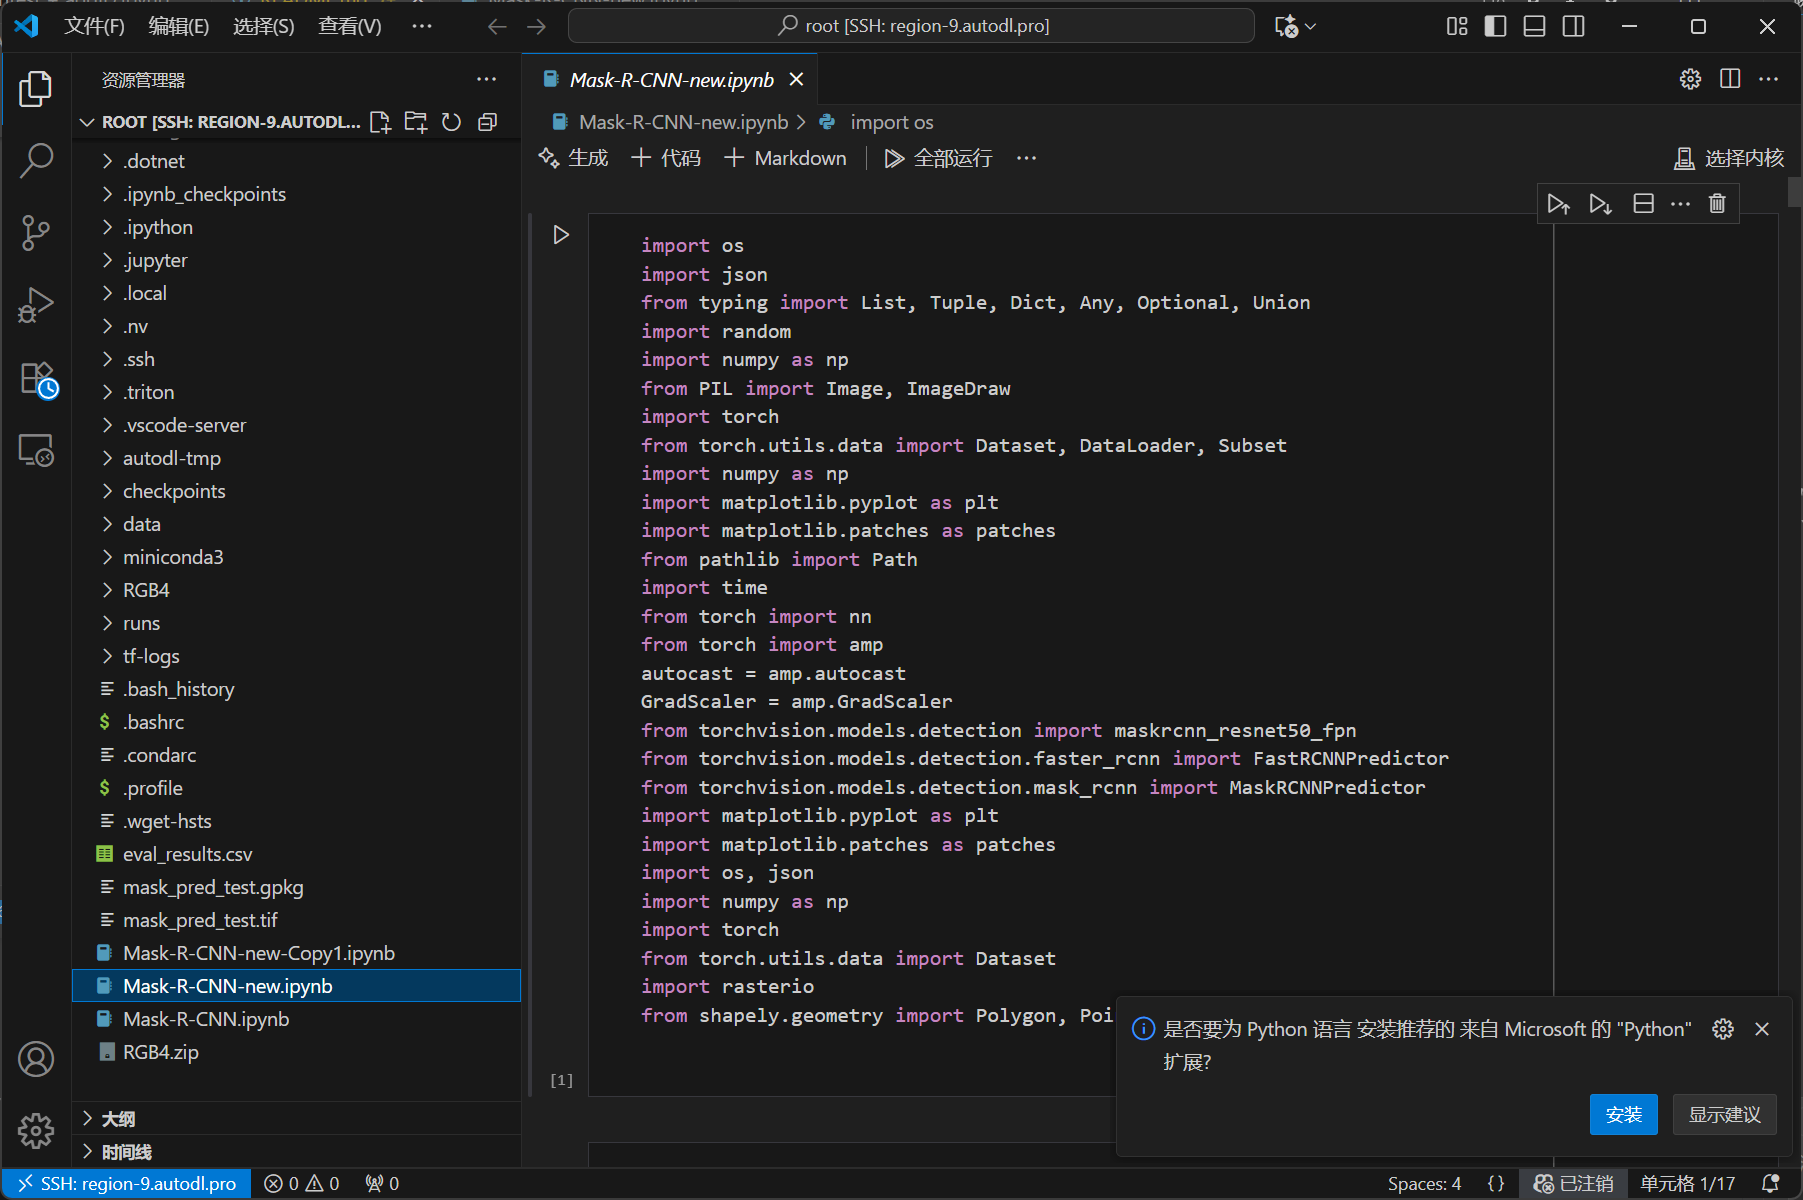 文件(F) 编辑(E) 选择(S) 查看(V) ··· root [SSH: region-9.autodl.pro]
资源管理器 ···
ROOT [SSH: REGION-9.AUTODL...
.dotnet
.ipynb_checkpoints
.ipython
.jupyter
.local
.nv
.ssh
.triton
.vscode-server
autodl-tmp
checkpoints
data
miniconda3
RGB4
runs
tf-logs
.bash_history
.bashrc
.condarc
.profile
.wget-hsts
eval_results.csv
mask_pred_test.gpkg
mask_pred_test.tif
Mask-R-CNN-new-Copy1.ipynb
Mask-R-CNN-new.ipynb
Mask-R-CNN.ipynb
RGB4.zip
大纲
时间线
Mask-R-CNN-new.ipynb
Mask-R-CNN-new.ipynb > import os
生成 + 代码 + Markdown 全部运行 ··· 选择内核
import os
import json
from typing import List, Tuple, Dict, Any, Optional, Union
import random
import numpy as np
from PIL import Image, ImageDraw
import torch
from torch.utils.data import Dataset, DataLoader, Subset
import numpy as np
import matplotlib.pyplot as plt
import matplotlib.patches as patches
from pathlib import Path
import time
from torch import nn
from torch import amp
autocast = amp.autocast
GradScaler = amp.GradScaler
from torchvision.models.detection import maskrcnn_resnet50_fpn
from torchvision.models.detection.faster_rcnn import FastRCNNPredictor
from torchvision.models.detection.mask_rcnn import MaskRCNNPredictor
import matplotlib.pyplot as plt
import matplotlib.patches as patches
import os, json
import numpy as np
import torch
from torch.utils.data import Dataset
import rasterio
from shapely.geometry import Polygon, Poi
[1]
是否要为 Python 语言 安装推荐的 来自 Microsoft 的 "Python"
扩展?
安装 显示建议
SSH: region-9.autodl.pro 0 0 0 Spaces: 4 {} 已注销 单元格 1/17